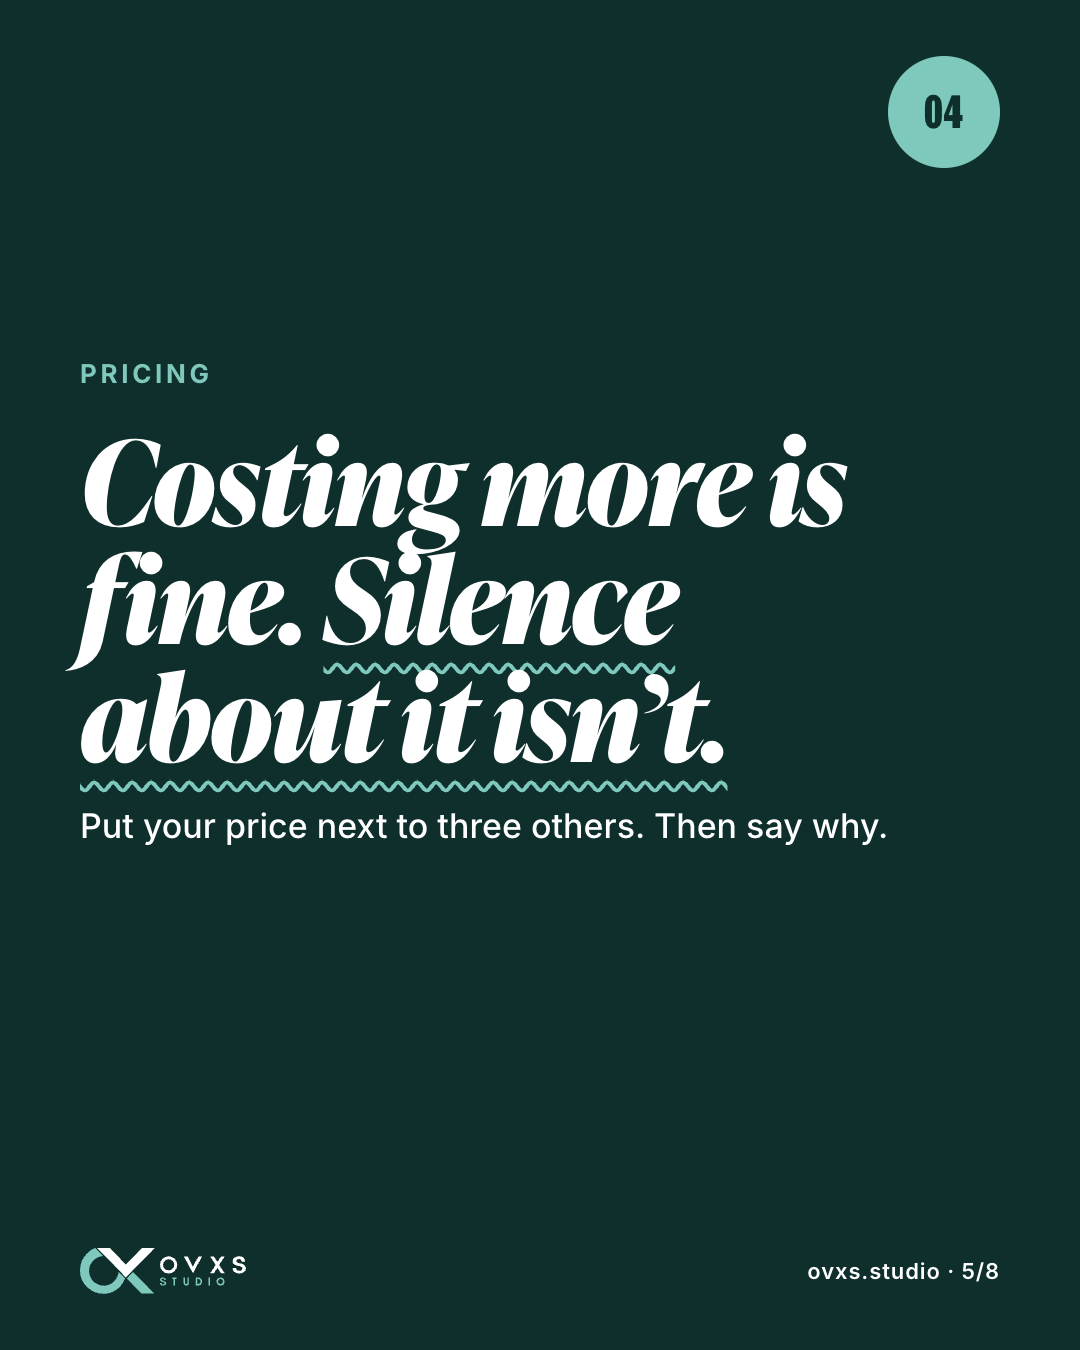 04
PRICING
Costing more is
fine. Silence
about it isn’t.
Put your price next to three others. Then say why.
OVXS
STUDIO
ovxs.studio · 5/8